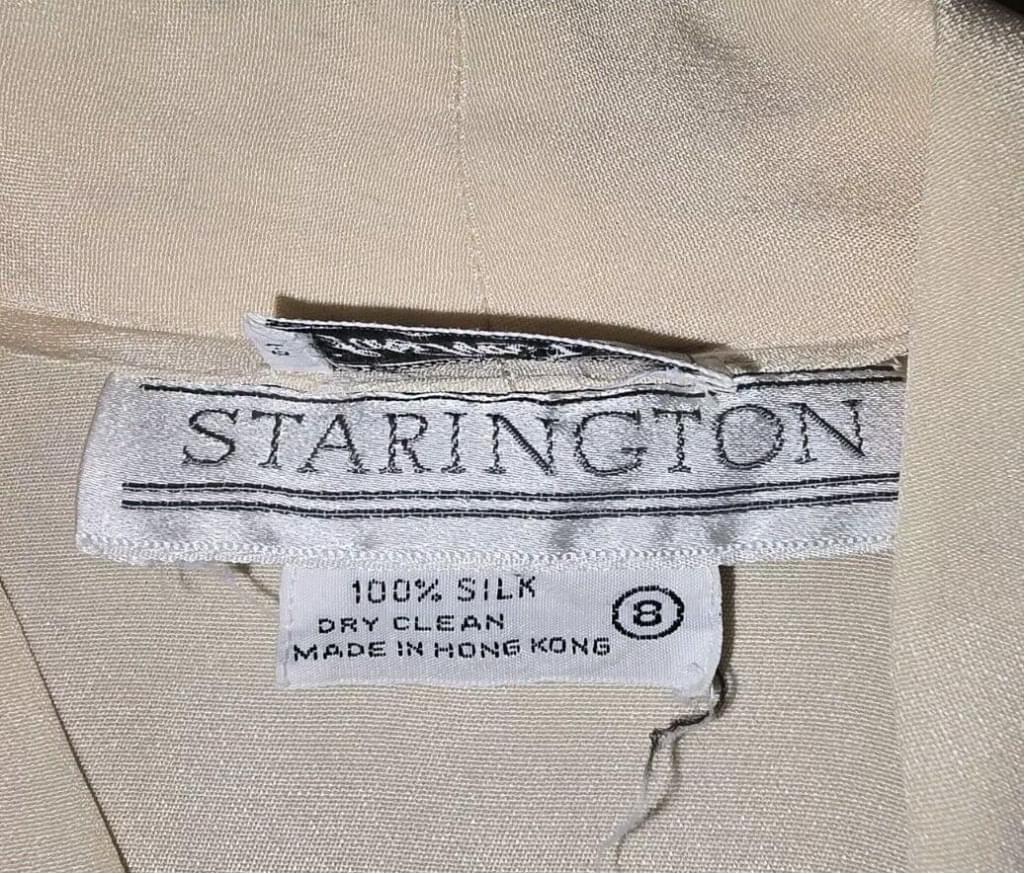 STARINGTON
100% SILK
DRY CLEAN
8
MADE IN HONG KONG